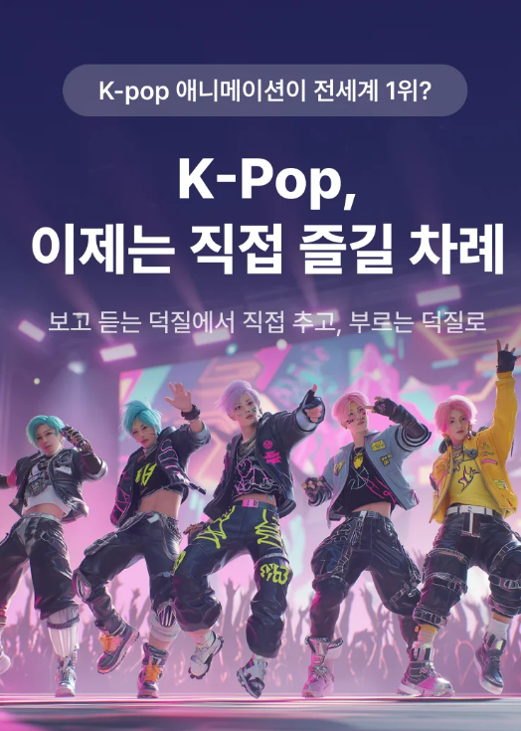 K-pop 애니메이션이 전세계 1위?
K-Pop,
이제는 직접 즐길 차례
보고 듣는 덕질에서 직접 추고, 부르는 덕질로